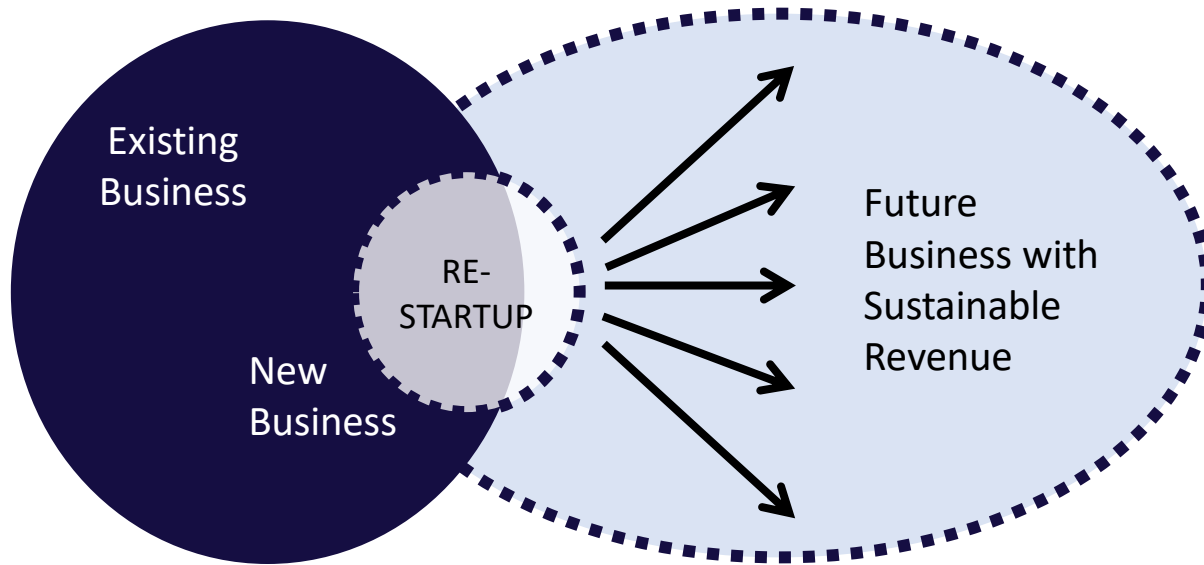 Existing
Business
RE-
STARTUP
New
Business
Future
Business with
Sustainable
Revenue